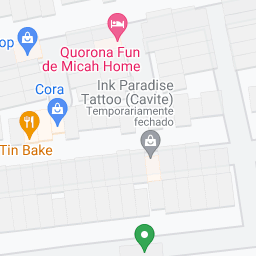 op
Quorona Fun
de Micah Home
Ink Paradise
Tattoo (Cavite)
Temporariamente
fechado
Cora
Tin Bake